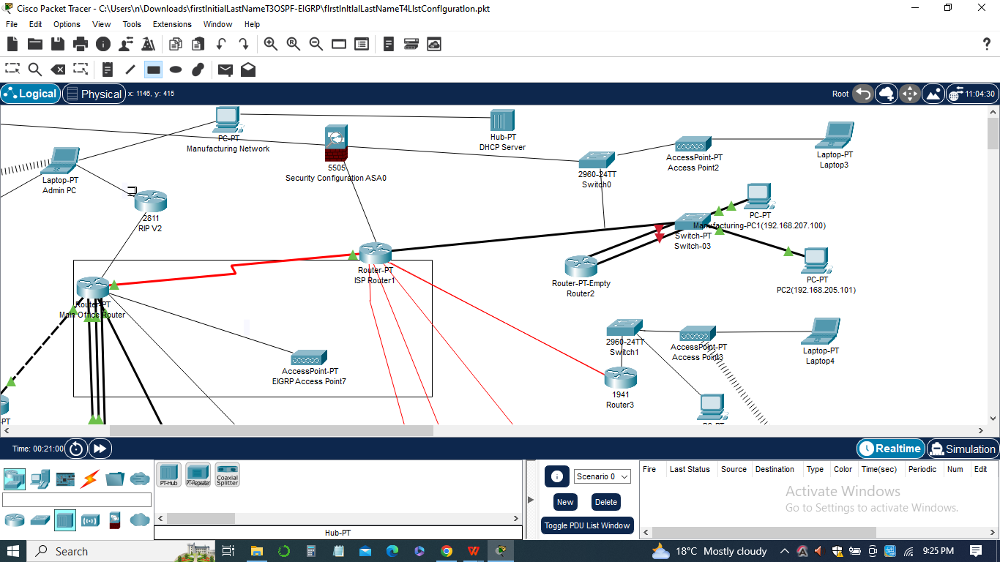 Cisco Packet Tracer - C:\Users\n\Downloads\firstInitialLastNameT3OSPF-EIGRP\fIrstInItIalLastNameT4LIstConfIguratIon.pkt
File Edit Options View Tools Extensions Window Help
?
Logical Physical x: 1146, y: 415 Root 11:04:30
PC-PT
Manufacturing Network
Hub-PT
DHCP Server
5505
Security Configuration ASA0
Laptop-PT
Admin PC
2811
RIP V2
2960-24TT
Switch0
AccessPoint-PT
Access Point2
Laptop-PT
Laptop3
PC-PT
Manufacturing-PC1(192.168.207.100)
Switch-PT
Switch-03
Router-PT-Empty
Router2
PC-PT
PC2(192.168.205.101)
Router-PT
ISP Router1
Router-PT
Main Office Router
AccessPoint-PT
EIGRP Access Point7
2960-24TT
Switch1
AccessPoint-PT
Access Point3
Laptop-PT
Laptop4
1941
Router3
PC-PT
-PT
Time: 00:21:00 Realtime Simulation
PT-Hub PT-Repeater Coaxial Splitter
Hub-PT
Scenario 0
New Delete
Toggle PDU List Window
Fire Last Status Source Destination Type Color Time(sec) Periodic Num Edit
Activate Windows
Go to Settings to activate Windows.
Search 18°C Mostly cloudy 9:25 PM